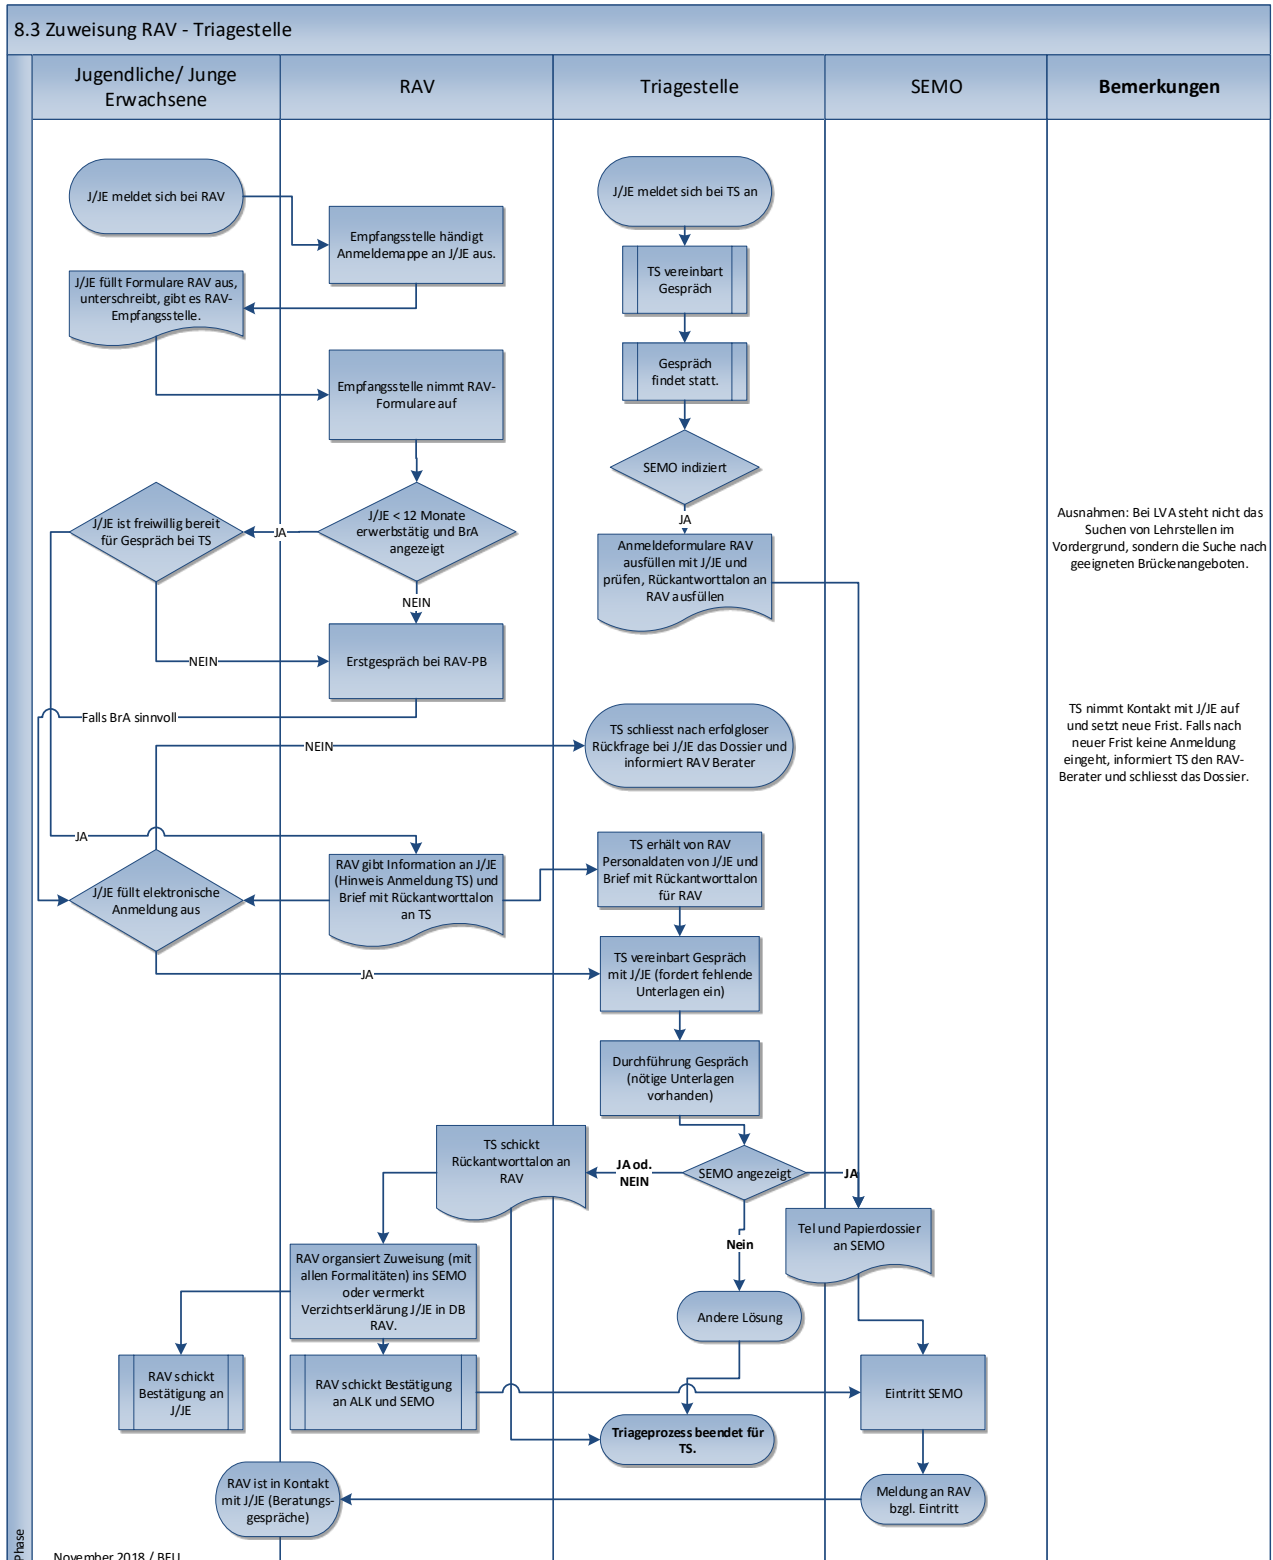 8.3 Zuweisung RAV - Triagestelle
Jugendliche/ Junge
Erwachsene
RAV
Triagestelle
SEMO
Bemerkungen
J/JE meldet sich bei RAV
J/JE meldet sich bei TS an
Empfangsstelle händigt
Anmeldemappe an J/JE aus.
TS vereinbart
Gespräch
J/JE füllt Formulare RAV aus,
unterschreibt, gibt es RAV-
Empfangsstelle.
Gespräch
findet statt.
Empfangsstelle nimmt RAV-
Formulare auf
SEMO indiziert
JA
J/JE < 12 Monate
erwerbstätig und BrA
angezeigt
JA
J/JE ist freiwillig bereit
für Gespräch bei TS
NEIN
Anmeldeformulare RAV
ausfüllen mit J/JE und
prüfen, Rückantworttalon an
RAV ausfüllen
Ausnahmen: Bei LVA steht nicht das
Suchen von Lehrstellen im
Vordergrund, sondern die Suche nach
geeigneten Brückenangeboten.
NEIN
Erstgespräch bei RAV-PB
Falls BrA sinnvoll
NEIN
TS schliesst nach erfolgloser
Rückfrage bei J/JE das Dossier und
informiert RAV Berater
TS nimmt Kontakt mit J/JE auf
und setzt neue Frist. Falls nach
neuer Frist keine Anmeldung
eingeht, informiert TS den RAV-
Berater und schliesst das Dossier.
JA
J/JE füllt elektronische
Anmeldung aus
RAV gibt Information an J/JE
(Hinweis Anmeldung TS) und
Brief mit Rückantworttalon
an TS
TS erhält von RAV
Personaldaten von J/JE und
Brief mit Rückantworttalon
für RAV
JA
TS vereinbart Gespräch
mit J/JE (fordert fehlende
Unterlagen ein)
Durchführung Gespräch
(nötige Unterlagen
vorhanden)
TS schickt
Rückantworttalon an
RAV
JA od.
NEIN
SEMO angezeigt
JA
Nein
Tel und Papierdossier
an SEMO
RAV organsiert Zuweisung (mit
allen Formalitäten) ins SEMO
oder vermerkt
Verzichtserklärung J/JE in DB
RAV.
Andere Lösung
RAV schickt
Bestätigung an
J/JE
RAV schickt Bestätigung
an ALK und SEMO
Eintritt SEMO
Triageprozess beendet für
TS.
RAV ist in Kontakt
mit J/JE (Beratungs-
gespräche)
Meldung an RAV
bzgl. Eintritt
Phase
November 2018 / BEU